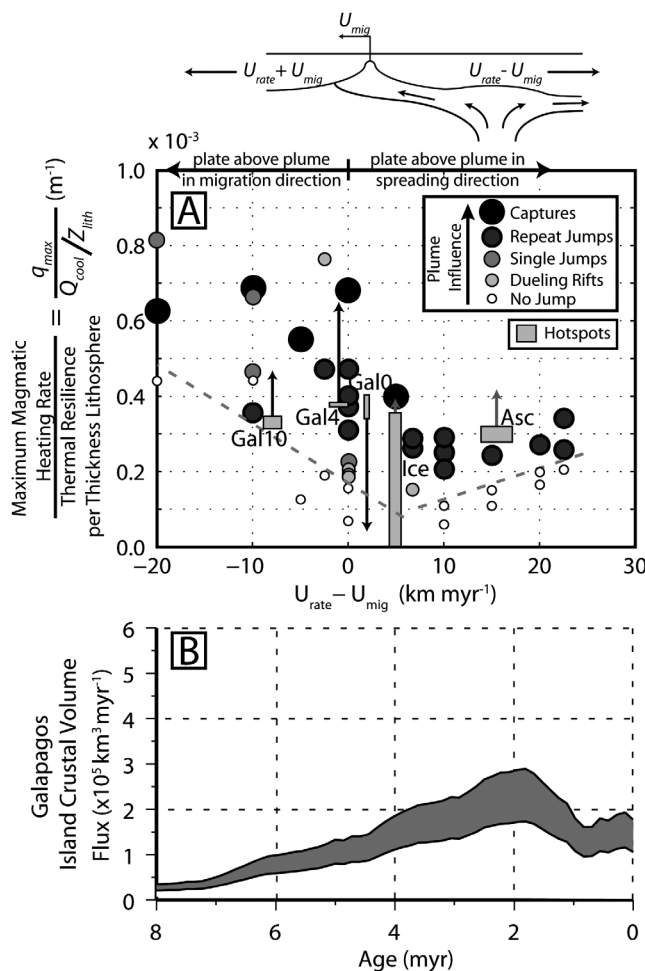 U_mig
U_rate + U_mig
U_rate - U_mig
x 10^-3
plate above plume
in migration direction
plate above plume in
spreading direction
A
Captures
Repeat Jumps
Single Jumps
Dueling Rifts
No Jump
Plume
Influence
Hotspots
Maximum Magmatic
Heating Rate
Thermal Resilience
per Thickness Lithosphere
= q_max / Q_cool/Z_lith (m^-1)
1.0
0.8
0.6
0.4
0.2
0.0
Gal10
Gal4
Gal0
Ice
Asc
−20
−10
0
10
20
30
U_rate − U_mig (km myr^-1)
B
Galapagos
Island Crustal Volume
Flux (x10^5 km^3 myr^-1)
6
5
4
3
2
1
0
8
6
4
2
0
Age (myr)